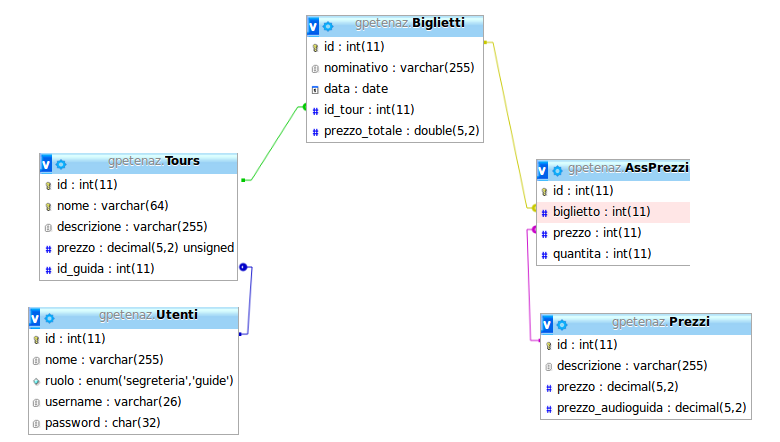 gpetenaz.Biglietti
id : int(11)
nominativo : varchar(255)
data : date
id_tour : int(11)
prezzo_totale : double(5,2)
gpetenaz.Tours
id : int(11)
nome : varchar(64)
descrizione : varchar(255)
prezzo : decimal(5,2) unsigned
id_guida : int(11)
gpetenaz.AssPrezzi
id : int(11)
biglietto : int(11)
prezzo : int(11)
quantita : int(11)
gpetenaz.Utenti
id : int(11)
nome : varchar(255)
ruolo : enum('segreteria','guide')
username : varchar(26)
password : char(32)
gpetenaz.Prezzi
id : int(11)
descrizione : varchar(255)
prezzo : decimal(5,2)
prezzo_audioguida : decimal(5,2)